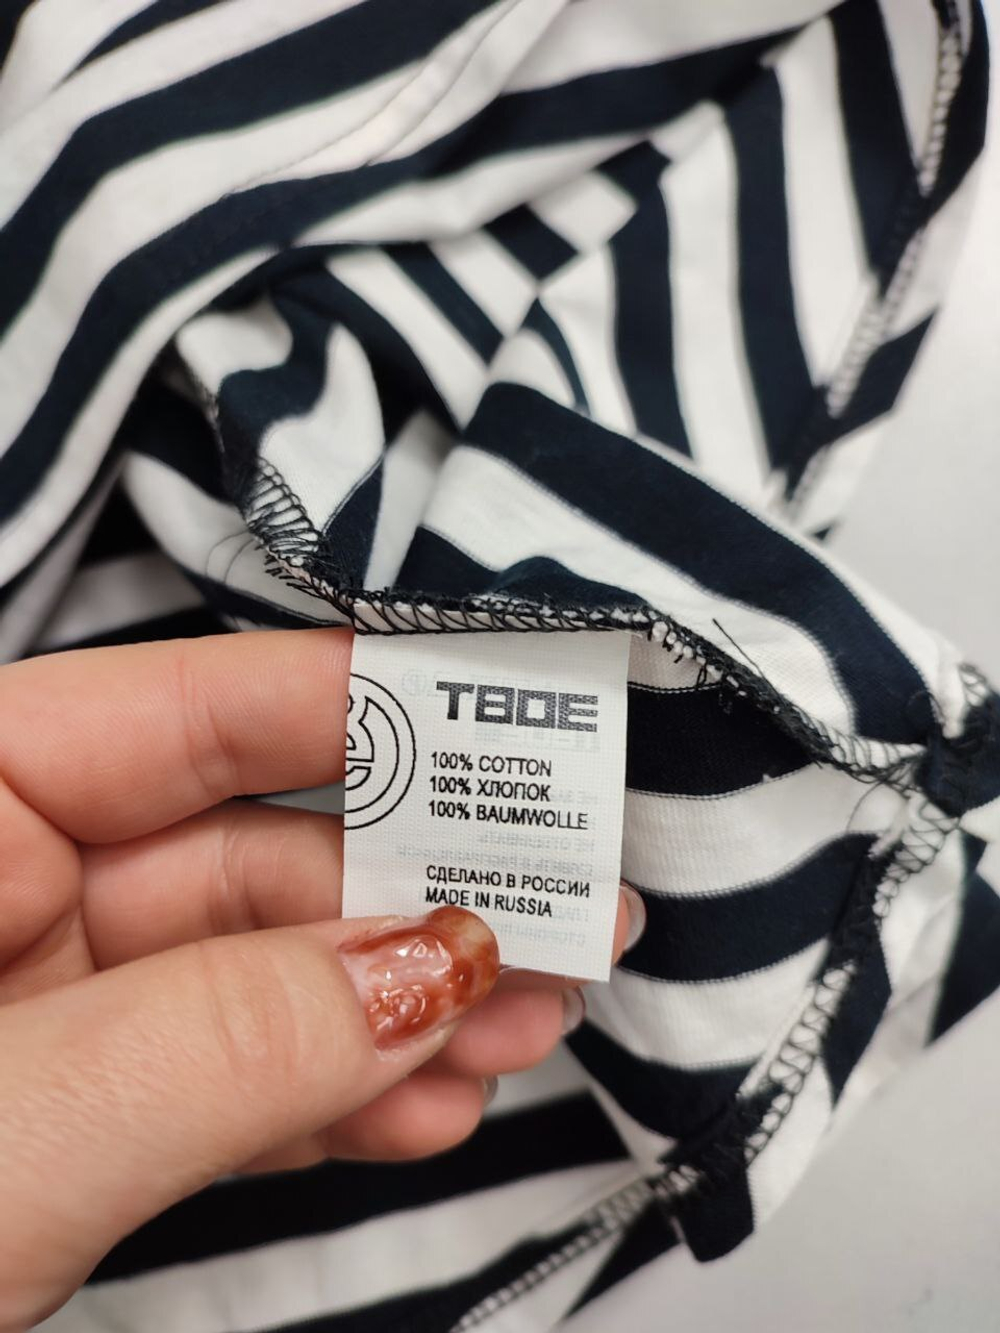 ТВОЕ
100% COTTON
100% ХЛОПОК
100% BAUMWOLLE
СДЕЛАНО В РОССИИ
MADE IN RUSSIA